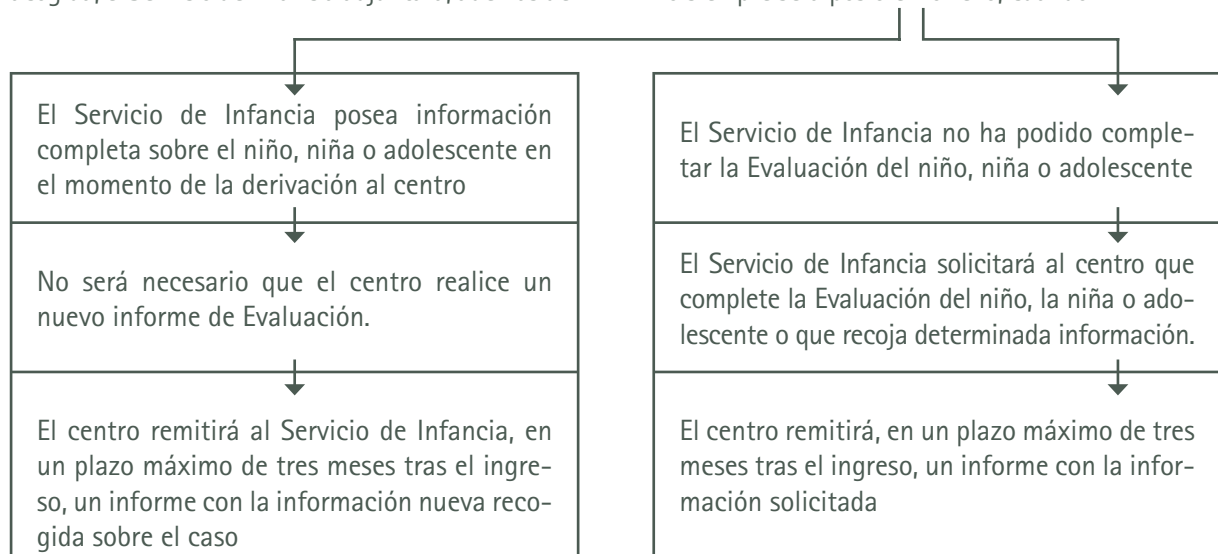 El Servicio de Infancia posea información
completa sobre el niño, niña o adolescente en
el momento de la derivación al centro
No será necesario que el centro realice un
nuevo informe de Evaluación.
El centro remitirá al Servicio de Infancia, en
un plazo máximo de tres meses tras el ingre-
so, un informe con la información nueva reco-
gida sobre el caso
El Servicio de Infancia no ha podido comple-
tar la Evaluación del niño, niña o adolescente
El Servicio de Infancia solicitará al centro que
complete la Evaluación del niño, la niña o ado-
lescente o que recoja determinada información.
El centro remitirá, en un plazo máximo de tres
meses tras el ingreso, un informe con la infor-
mación solicitada